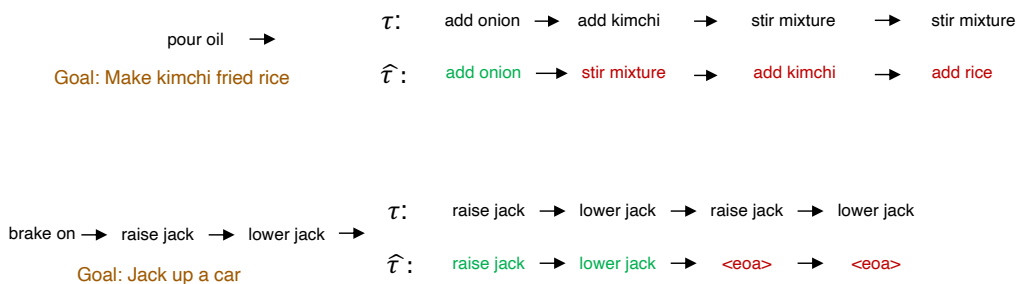 τ: add onion → add kimchi → stir mixture → stir mixture
pour oil →
Goal: Make kimchi fried rice
τ̂ : add onion → stir mixture → add kimchi → add rice
τ: raise jack → lower jack → raise jack → lower jack
brake on → raise jack → lower jack →
Goal: Jack up a car
τ̂ : raise jack → lower jack → <eoa> → <eoa>